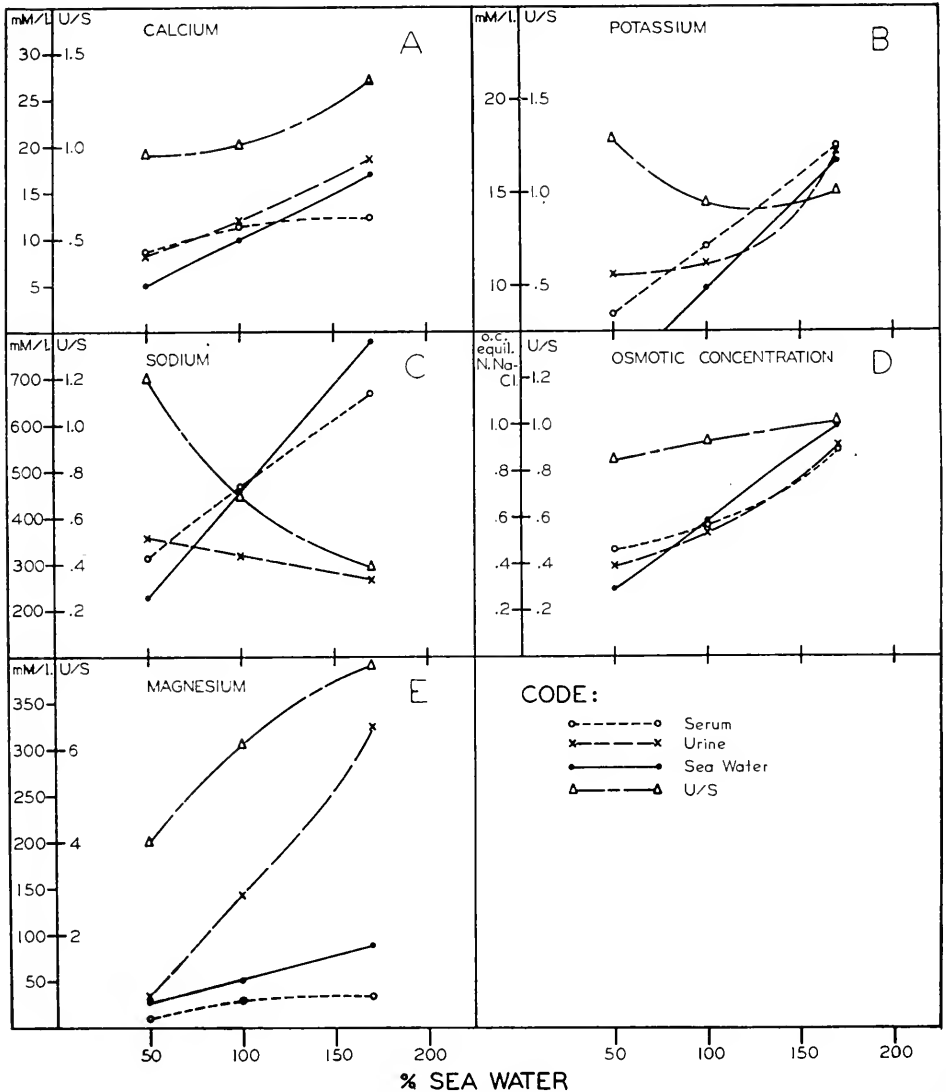 mM/L U/S
CALCIUM
A
35
30 1.5
25
20 1.0
15
10 .5
5
mM/l. U/S
POTASSIUM
B
20 1.5
15 1.0
10 .5
mM/L U/S
SODIUM
C
700 1.2
600 1.0
500 .8
400 .6
300 .4
200 .2
o.c. equil. N.Na-Cl. U/S
OSMOTIC CONCENTRATION
D
1.2
1.0 1.0
.8 .8
.6 .6
.4 .4
.2 .2
mM/l. U/S
MAGNESIUM
E
350
300 6
250
200 4
150
100 2
50
CODE:
Serum
Urine
Sea Water
U/S
50 100 150 200
50 100 150 200
% SEA WATER